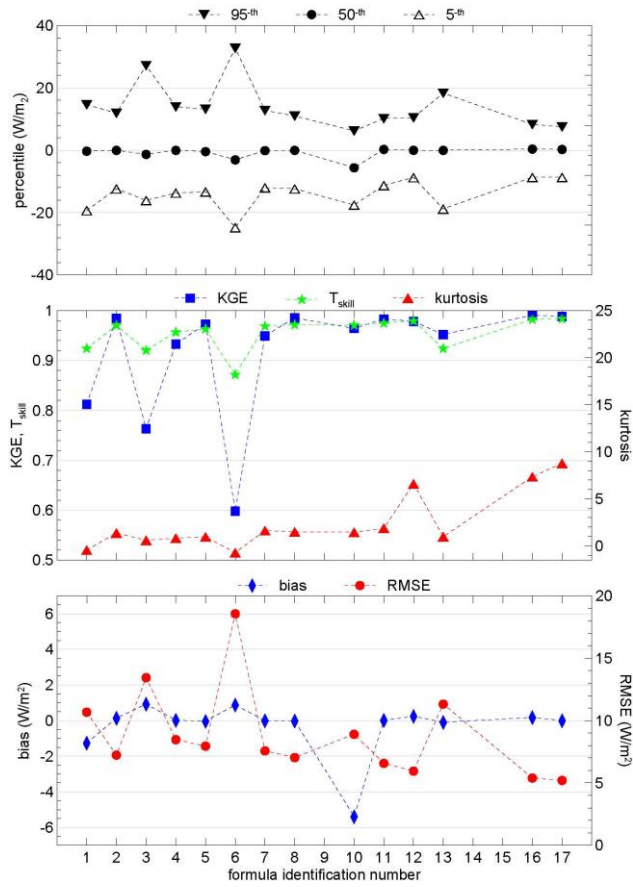 95-th 50-th 5-th
40
20
0
-20
-40
percentile (W/m2)
KGE Tskill kurtosis
1
0.9
0.8
0.7
0.6
0.5
KGE, Tskill
25
20
15
10
5
0
kurtosis
bias RMSE
6
4
2
0
-2
-4
-6
bias (W/m²)
20
15
10
5
0
RMSE (W/m²)
1 2 3 4 5 6 7 8 9 10 11 12 13 14 15 16 17
formula identification number